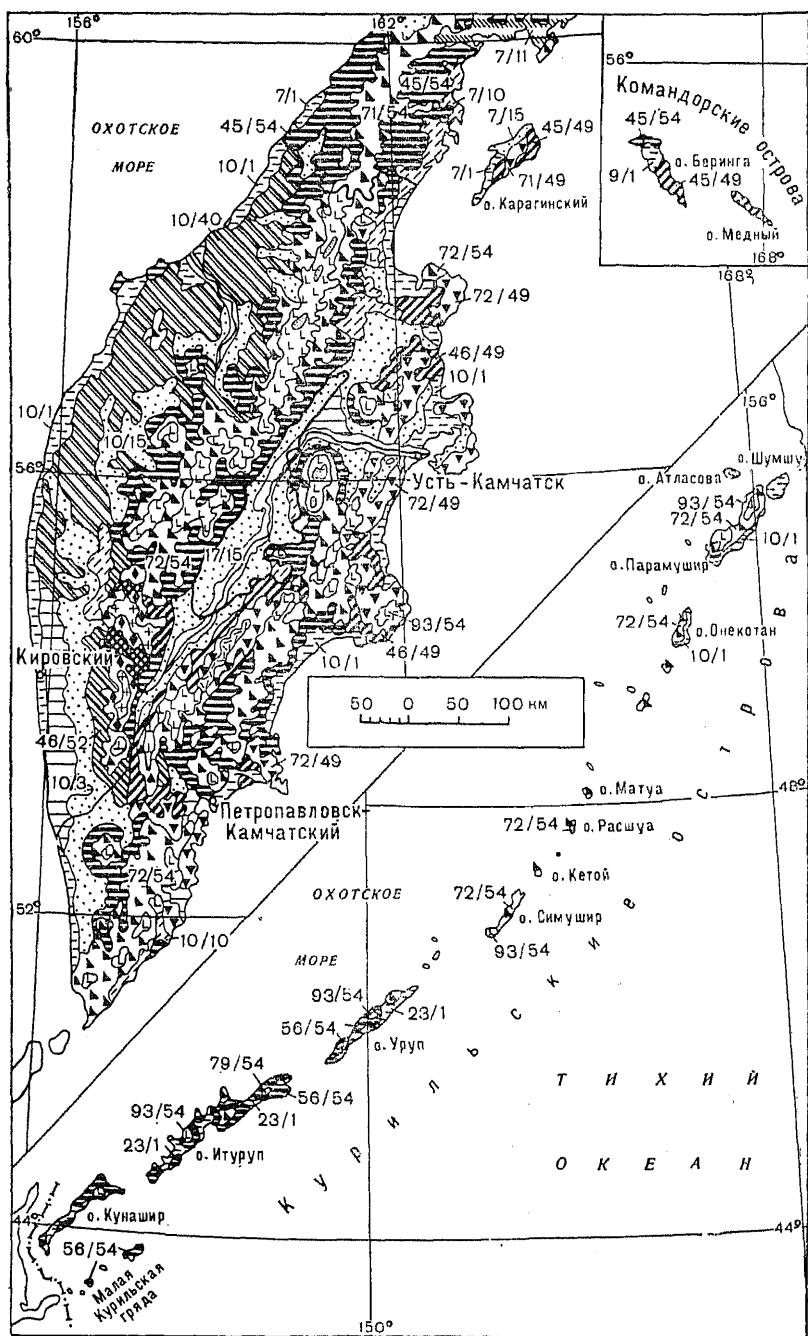 156°
162°
60°
7/11
56°
Командорские острова
45/54
о. Беринга
9/1
45/49
о. Медный
168°
168°
ОХОТСКОЕ
МОРЕ
7/1
45/54
71/54
45/54
7/10
7/15
45/49
10/1
7/1
71/49
о. Карагинский
10/40
72/54
72/49
46/49
10/1
10/1
10/15
56°
Усть-Камчатск
72/49
72/54
17/15
93/54
46/49
10/1
Кировский
50 0 50 100 км
46/52
10/3
72/49
Петропавловск-
Камчатский
72/54
52°
10/10
156°
о. Шумшу
о. Атласова
93/54
72/54
10/1
о. Парамушир
72/54
о. Онекотан
10/1
о. Матуа
48°
72/54
о. Расшуа
о. Кетой
ОХОТСКОЕ
МОРЕ
72/54
о. Симушир
93/54
93/54
23/1
56/54
о. Уруп
79/54
56/54
93/54
23/1
23/1
о. Итуруп
Курильские острова
ТИХИЙ
ОКЕАН
о. Кунашир
44°
44°
56/54
Малая
Курильская
гряда
150°